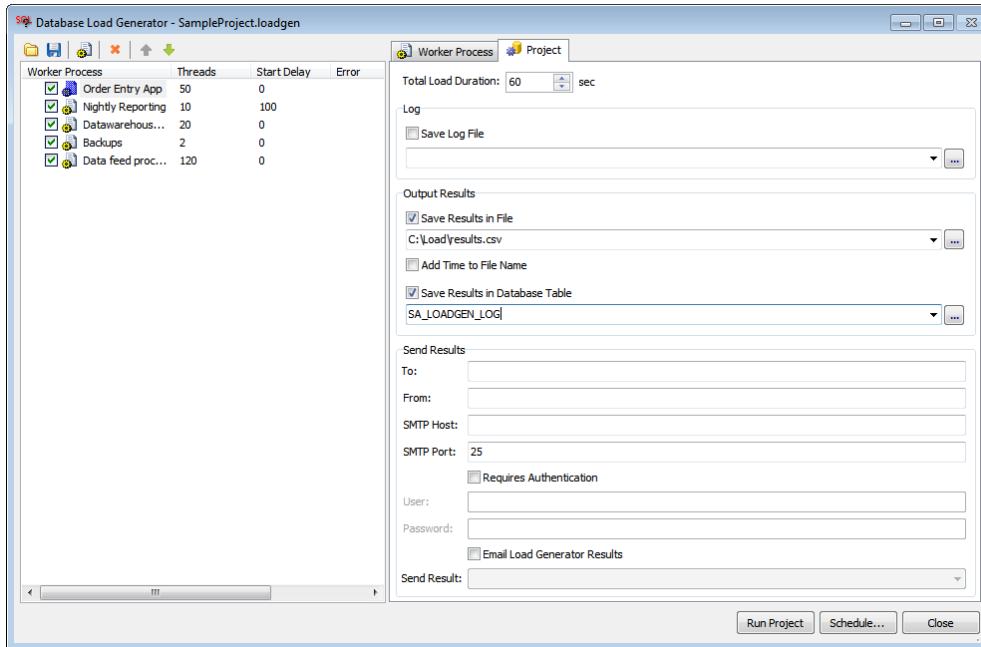 Database Load Generator - SampleProject.loadgen
Worker Process Threads Start Delay Error
Order Entry App 50 0
Nightly Reporting 10 100
Datawarehous... 20 0
Backups 2 0
Data feed proc... 120 0
Worker Process Project
Total Load Duration: 60 sec
Log
Save Log File
...
Output Results
Save Results in File
C:\Load\results.csv ...
Add Time to File Name
Save Results in Database Table
SA_LOADGEN_LOG ...
Send Results
To:
From:
SMTP Host:
SMTP Port: 25
Requires Authentication
User:
Password:
Email Load Generator Results
Send Result:
Run Project Schedule... Close